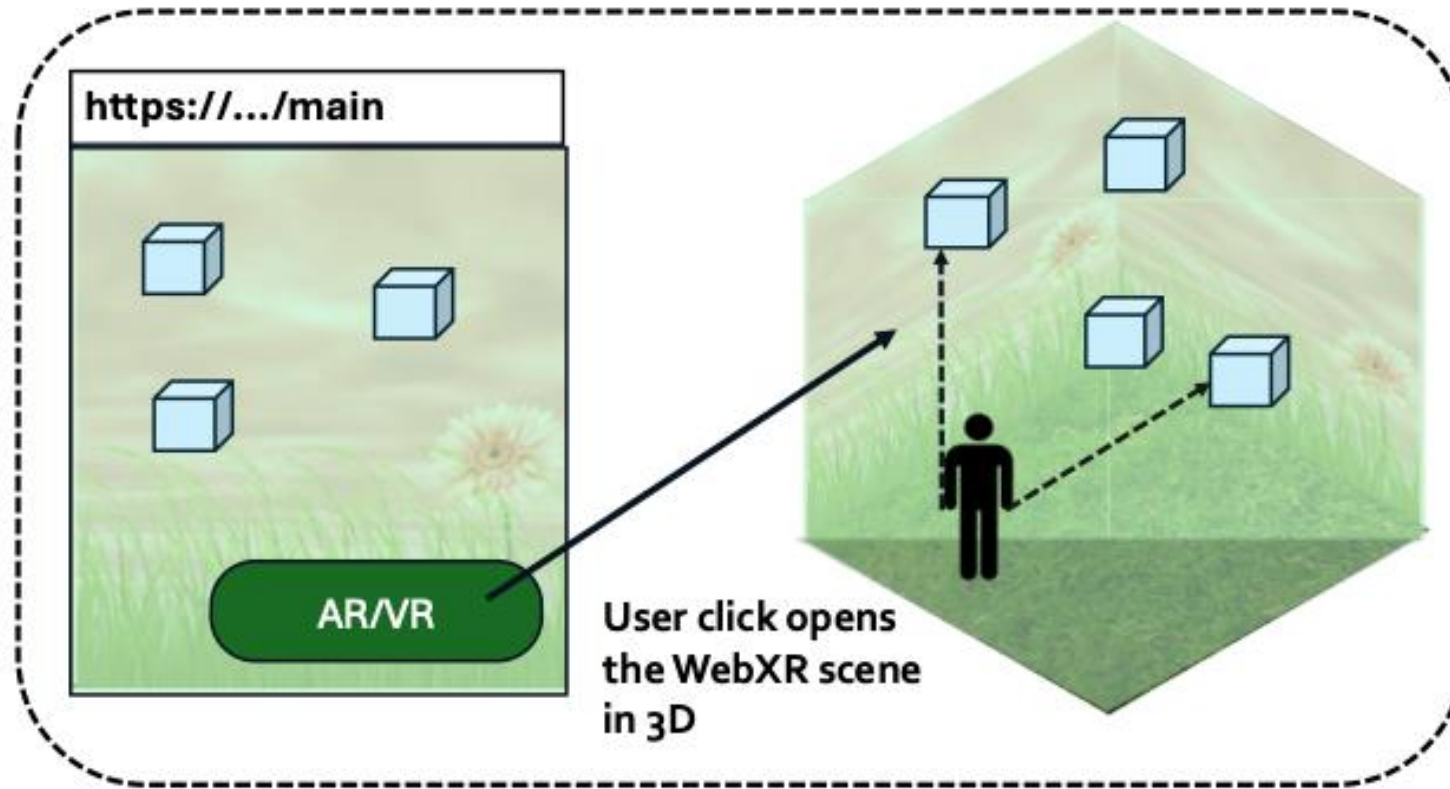 https://.../main
AR/VR
User click opens
the WebXR scene
in 3D